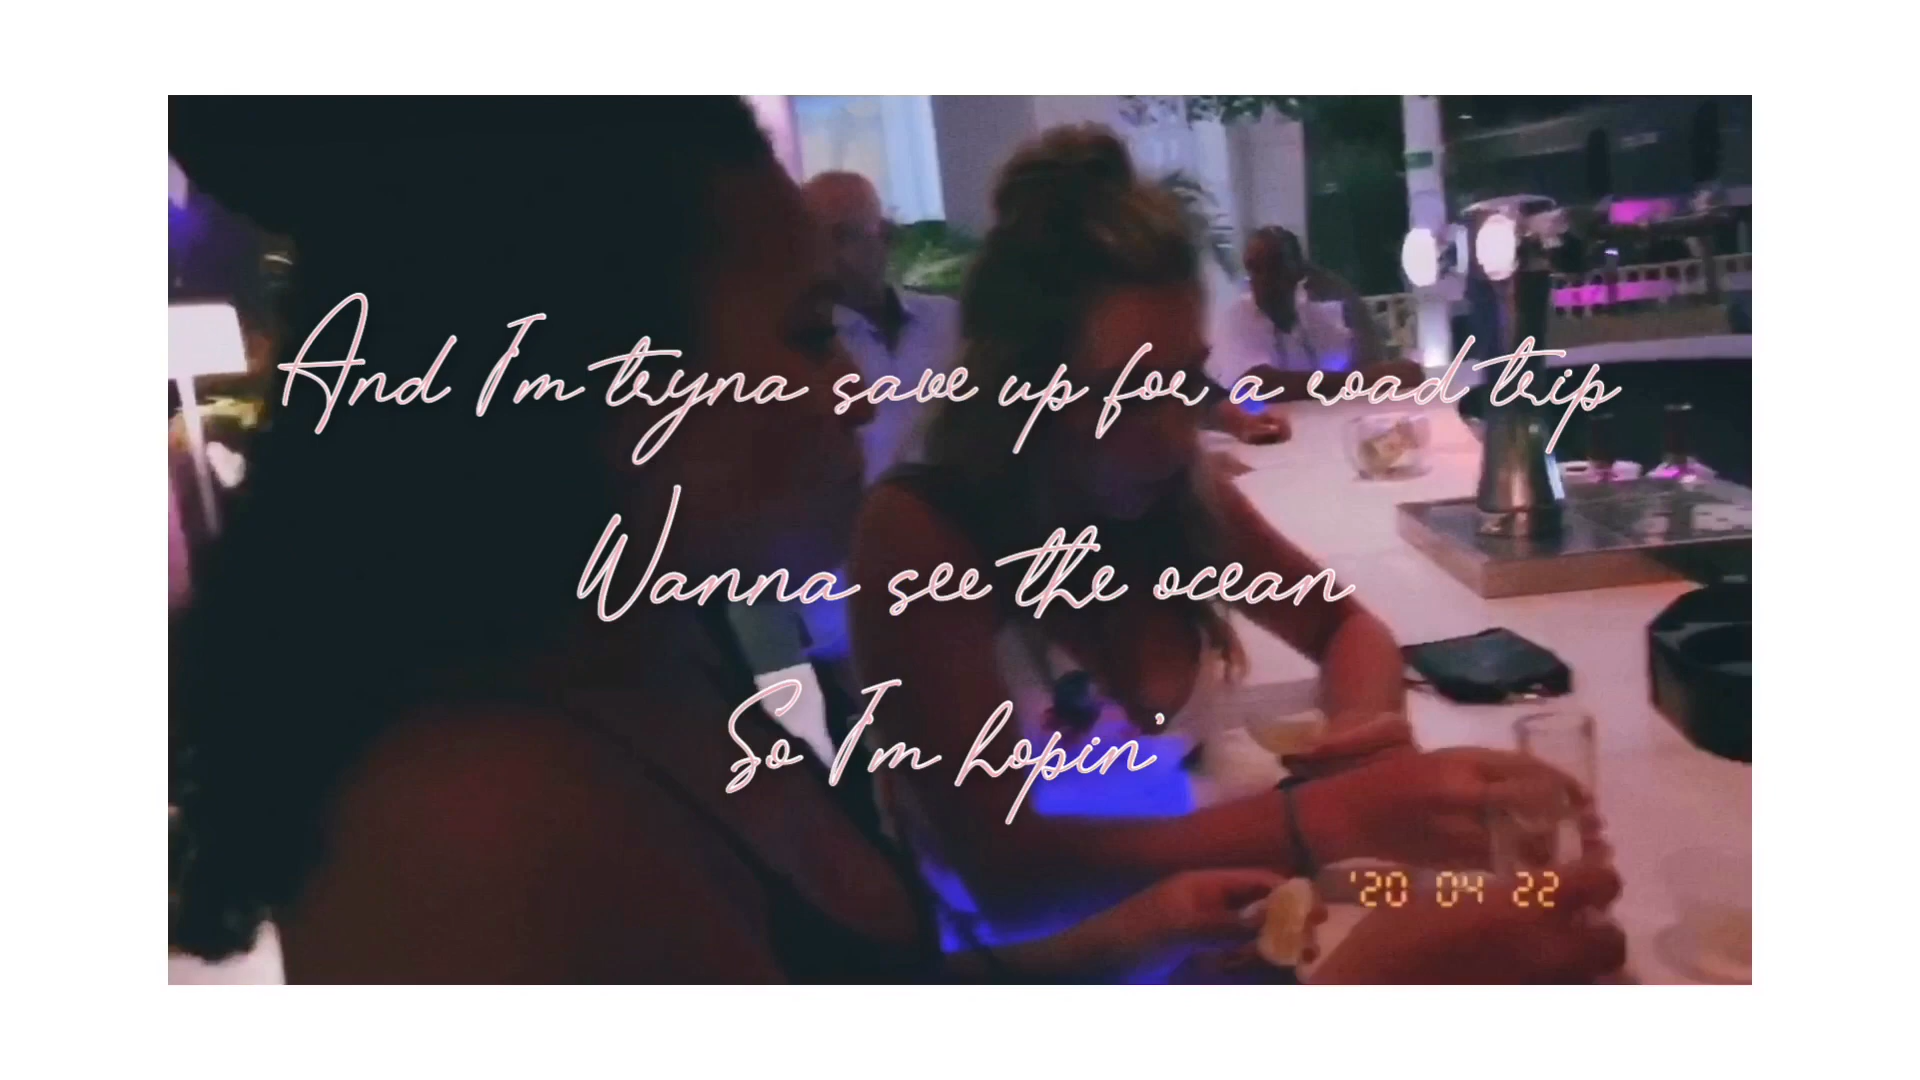 And I'm tryna save up for a road trip
Wanna see the ocean
So I'm hopin'
'20 04 22